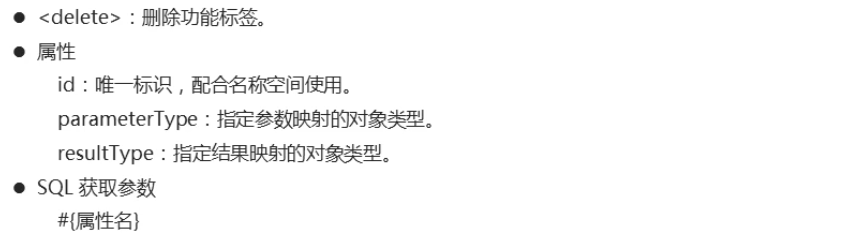 ● <delete>：删除功能标签。
● 属性
id：唯一标识，配合名称空间使用。
parameterType：指定参数映射的对象类型。
resultType：指定结果映射的对象类型。
● SQL 获取参数
#{属性名}